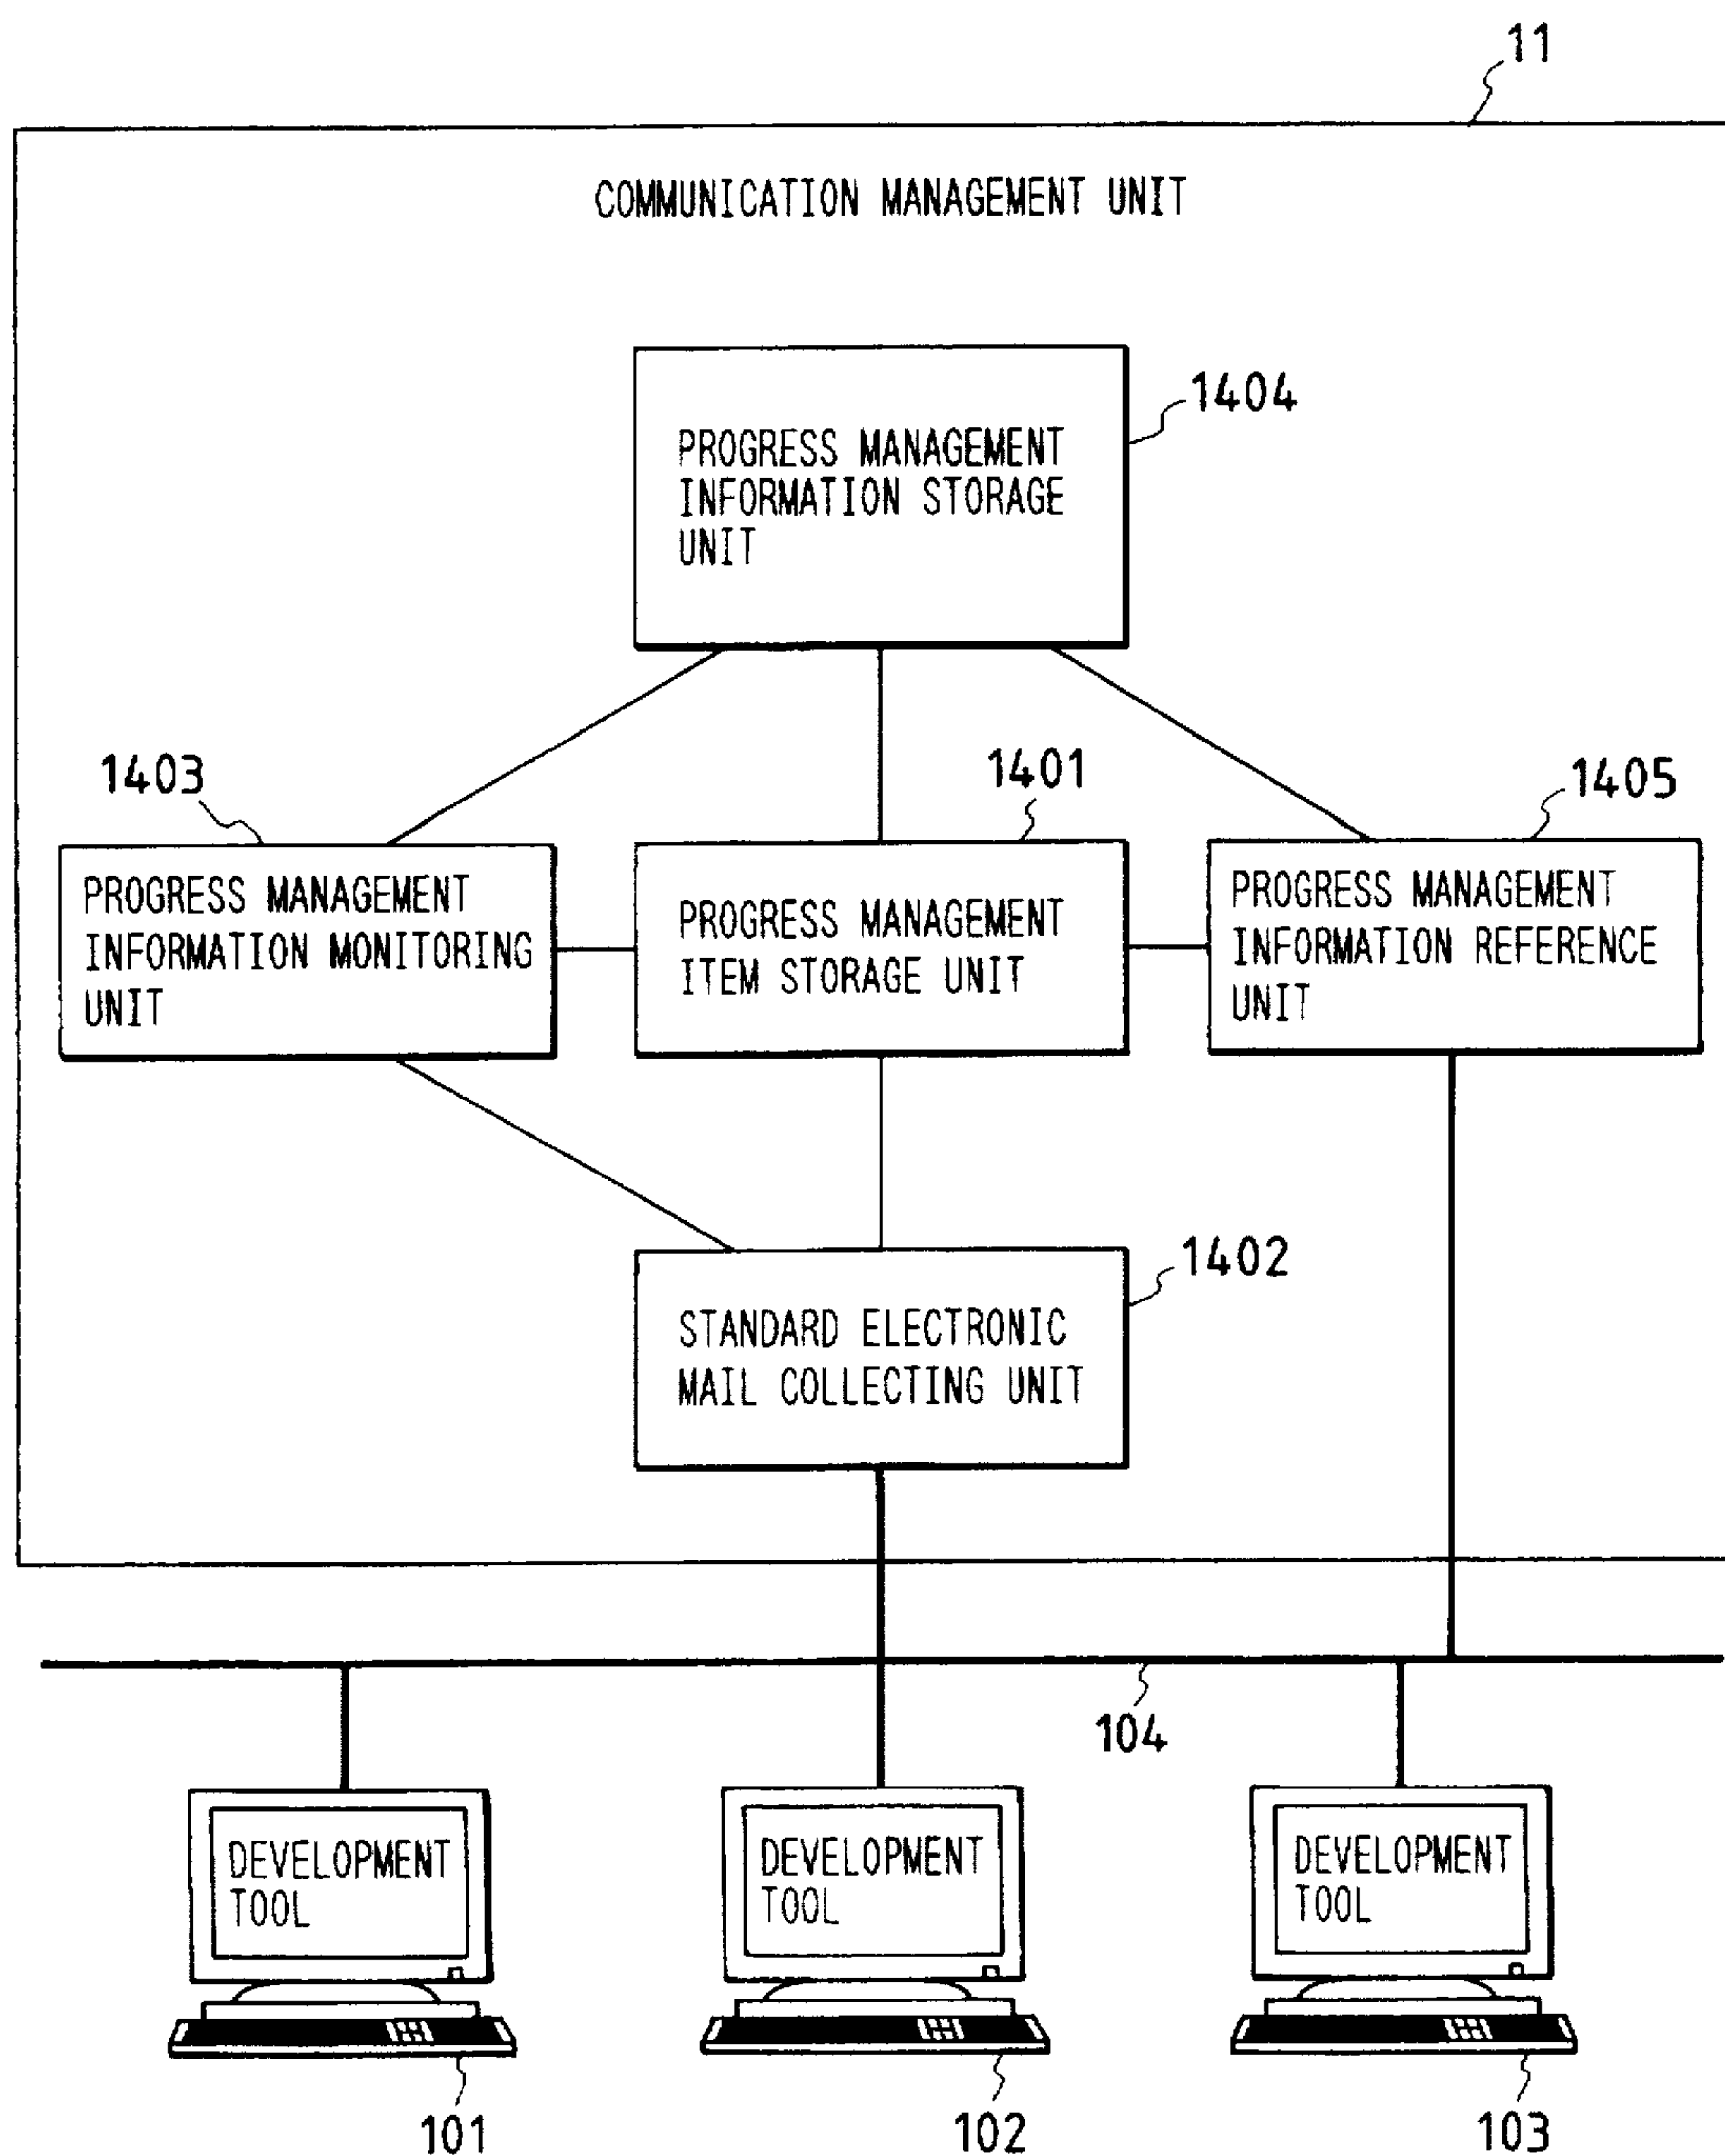 11
COMMUNICATION MANAGEMENT UNIT
1404
PROGRESS MANAGEMENT
INFORMATION STORAGE
UNIT
1403
1401
1405
PROGRESS MANAGEMENT
INFORMATION MONITORING
UNIT
PROGRESS MANAGEMENT
ITEM STORAGE UNIT
PROGRESS MANAGEMENT
INFORMATION REFERENCE
UNIT
1402
STANDARD ELECTRONIC
MAIL COLLECTING UNIT
104
DEVELOPMENT
TOOL
DEVELOPMENT
TOOL
DEVELOPMENT
TOOL
101
102
103